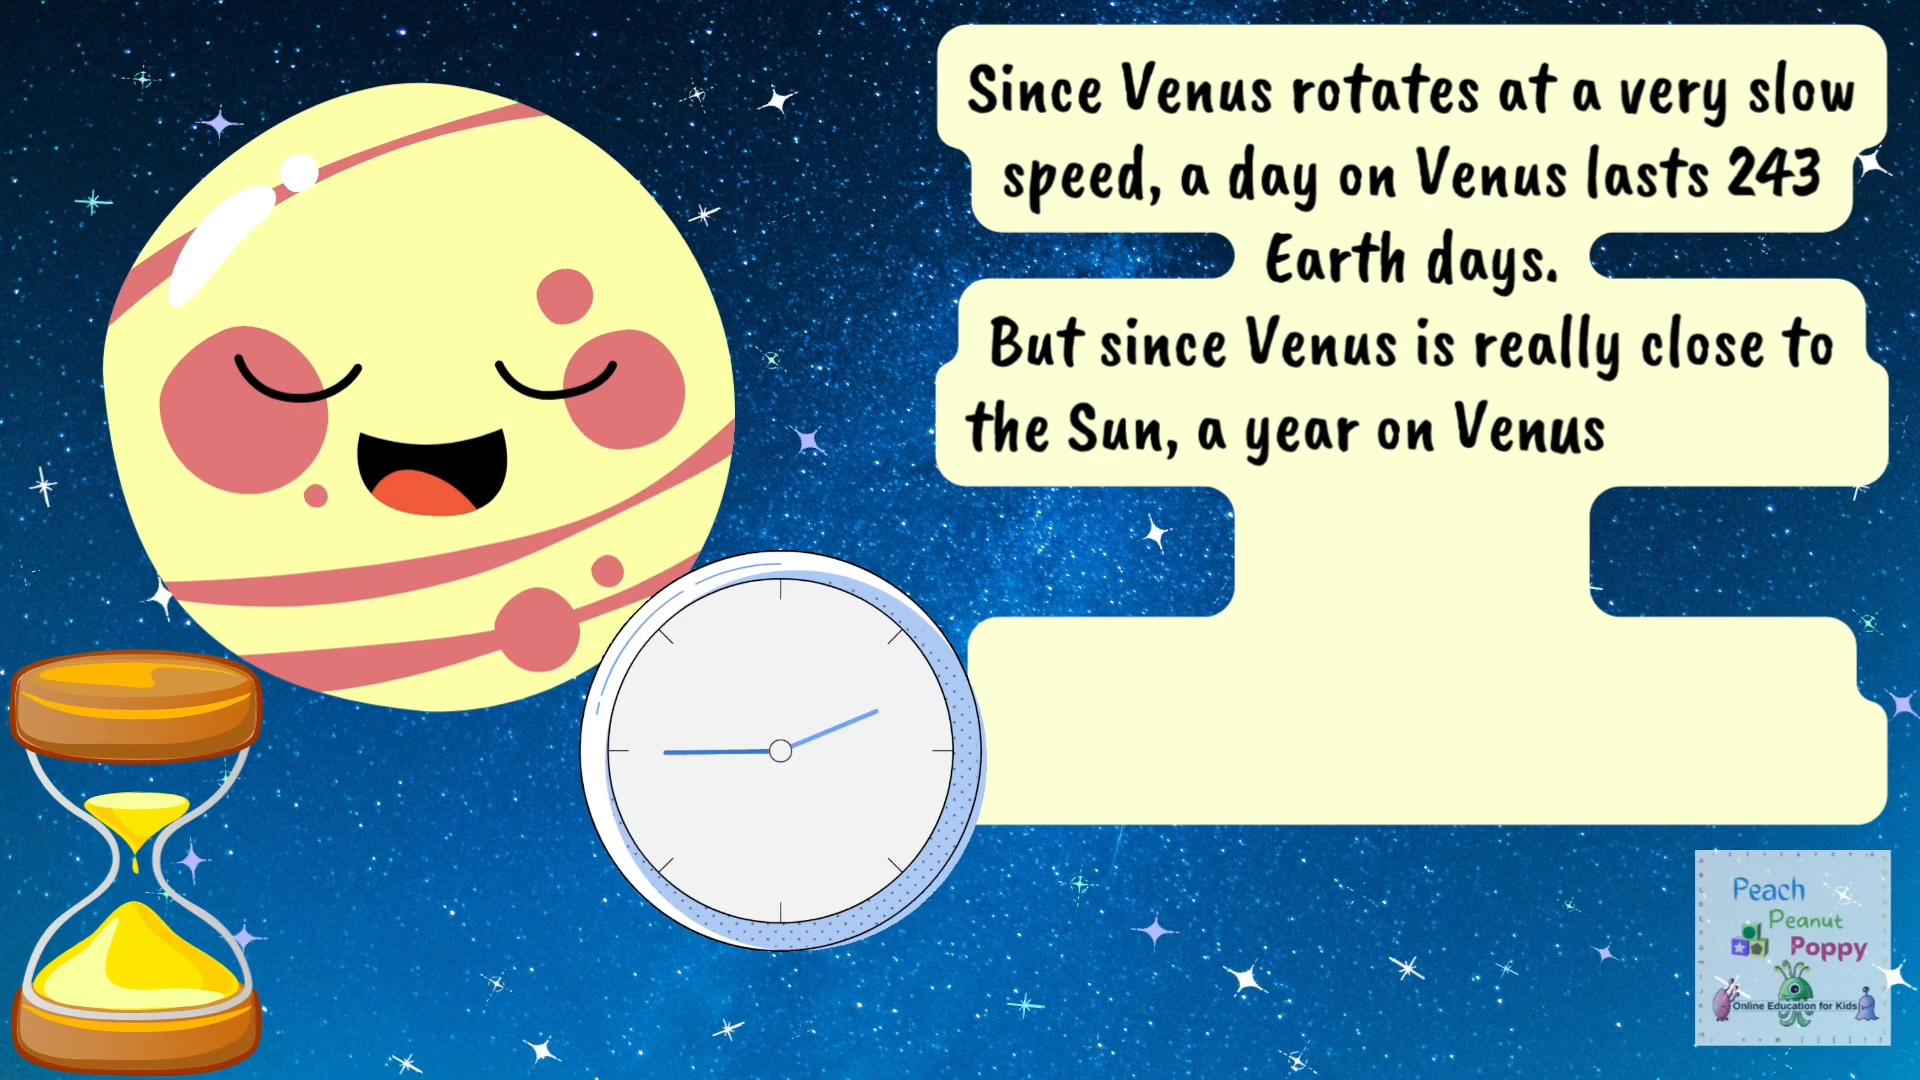 Since Venus rotates at a very slow
speed, a day on Venus lasts 243
Earth days.
But since Venus is really close to
the Sun, a year on Venus
Peach
Peanut
Poppy
Online Education for Kids